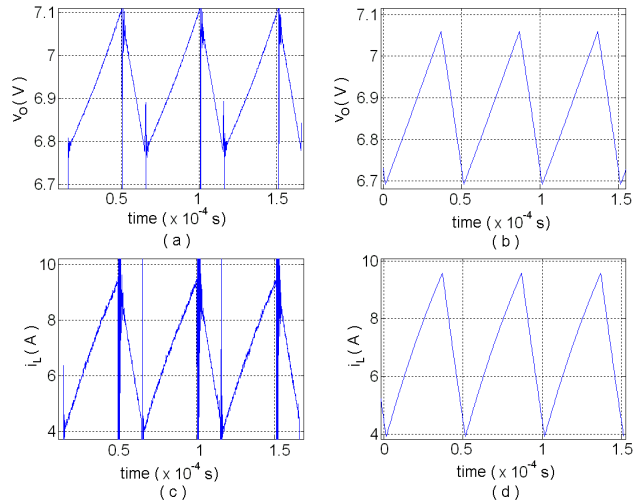 7.1
7
6.9
6.8
6.7
v_O ( V )
0.5 1 1.5
time ( x 10^-4 s )
( a )
7.1
7
6.9
6.8
6.7
v_O ( V )
0 0.5 1 1.5
time ( x 10^-4 s )
( b )
10
8
6
4
i_L ( A )
0.5 1 1.5
time ( x 10^-4 s )
( c )
10
8
6
4
i_L ( A )
0 0.5 1 1.5
time ( x 10^-4 s )
( d )